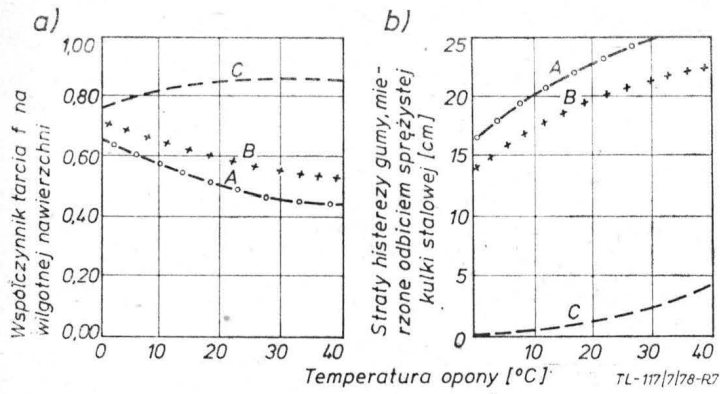 a)
Współczynnik tarcia f na
wilgotnej nawierzchni
1,00
0,80
0,60
0,40
0,20
0,00
C
B
A
0 10 20 30 40
b)
Straty histerezy gumy, mie-
rzone odbiciem sprężystej
kulki stalowej [cm]
25
20
15
10
5
0
A
B
C
10 20 30 40
Temperatura opony [°C]
TL-117/7/78-R7